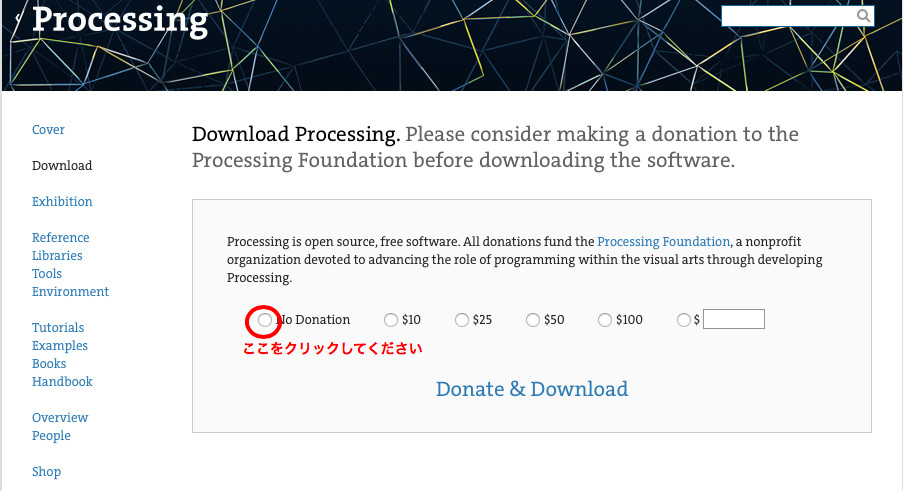 Processing
Cover
Download
Exhibition
Reference
Libraries
Tools
Environment
Tutorials
Examples
Books
Handbook
Overview
People
Shop
Download Processing. Please consider making a donation to the
Processing Foundation before downloading the software.
Processing is open source, free software. All donations fund the Processing Foundation, a nonprofit
organization devoted to advancing the role of programming within the visual arts through developing
Processing.
No Donation $10 $25 $50 $100 $
ここをクリックしてください
Donate & Download